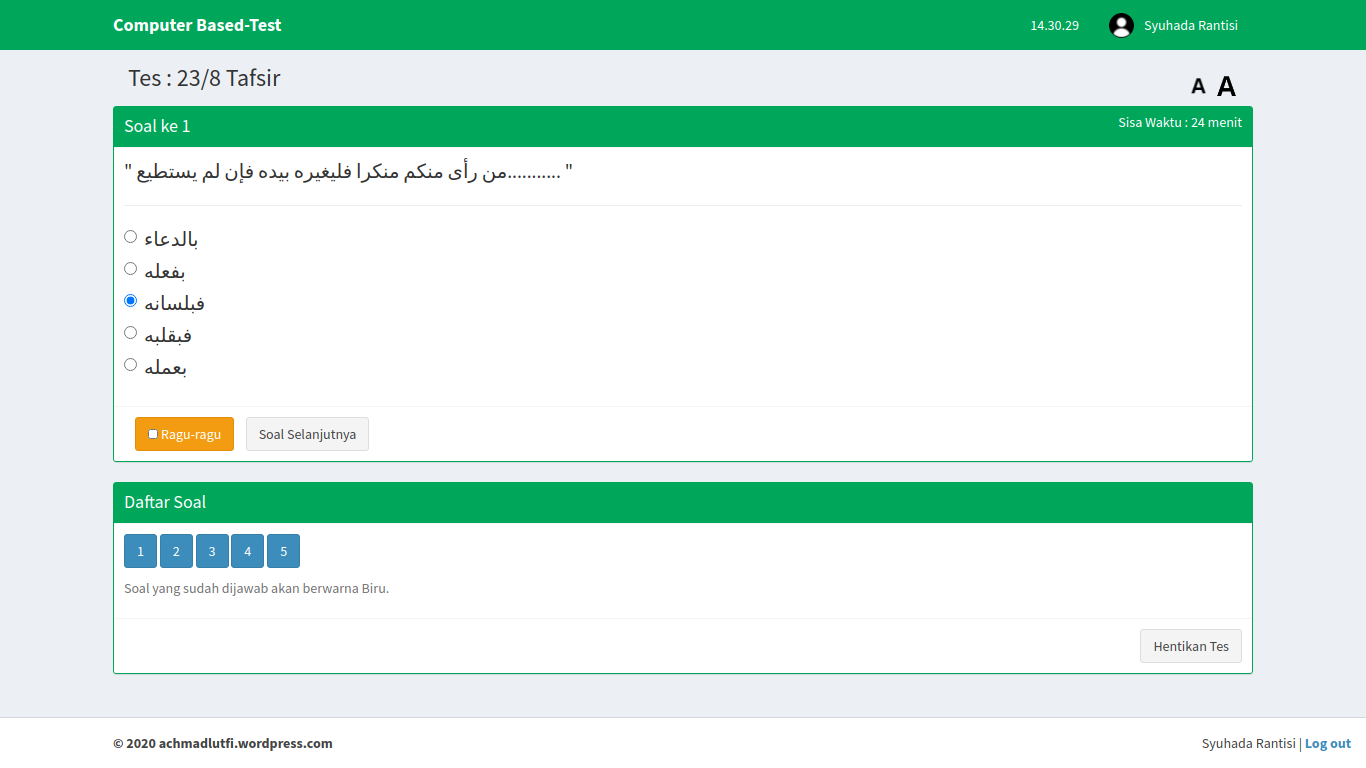 Computer Based-Test
14.30.29
Syuhada Rantisi
Tes : 23/8 Tafsir
A A
Soal ke 1
Sisa Waktu : 24 menit
" من رأى منكم منكرا فليغيره بيده فإن لم يستطيع........... "
بالدعاء
بفعله
فبلسانه
فبقلبه
بعمله
Ragu-ragu
Soal Selanjutnya
Daftar Soal
1 2 3 4 5
Soal yang sudah dijawab akan berwarna Biru.
Hentikan Tes
© 2020 achmadlutfi.wordpress.com
Syuhada Rantisi | Log out